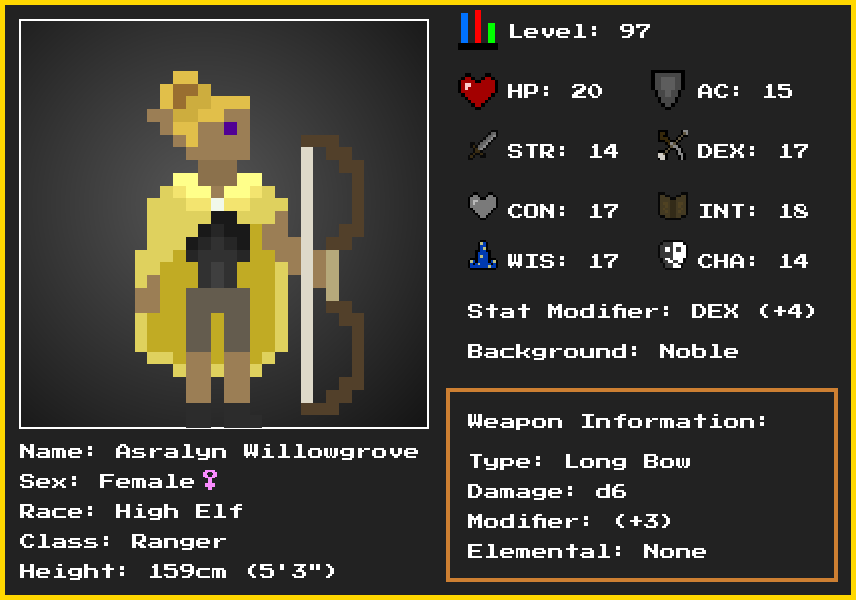 Level: 97
HP: 20
AC: 15
STR: 14
DEX: 17
CON: 17
INT: 18
WIS: 17
CHA: 14
Stat Modifier: DEX (+4)
Background: Noble
Weapon Information:
Type: Long Bow
Damage: d6
Modifier: (+3)
Elemental: None
Name: Asralyn Willowgrove
Sex: Female♀
Race: High Elf
Class: Ranger
Height: 159cm (5'3")